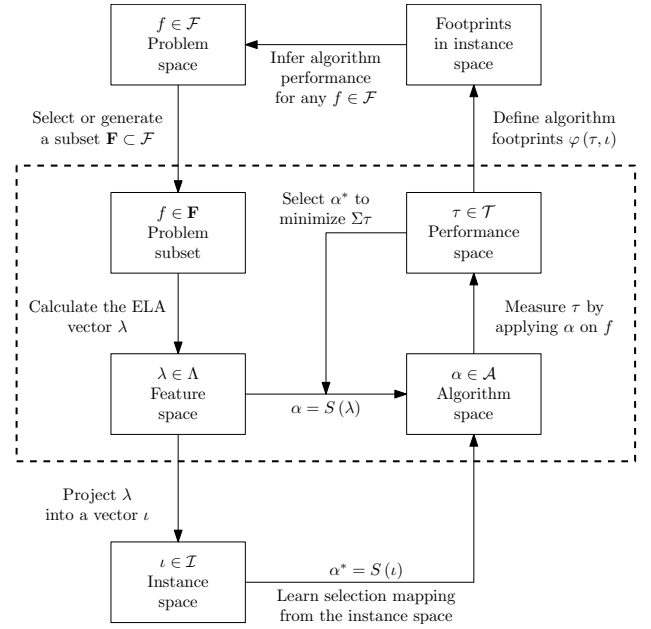 f ∈ ℱ
Problem
space
Footprints
in instance
space
Infer algorithm
performance
for any f ∈ ℱ
Select or generate
a subset 𝐅 ⊂ ℱ
Define algorithm
footprints φ (τ, ι)
f ∈ 𝐅
Problem
subset
Select α* to
minimize Στ
τ ∈ 𝒯
Performance
space
Calculate the ELA
vector λ
Measure τ by
applying α on f
λ ∈ Λ
Feature
space
α = S (λ)
α ∈ 𝒜
Algorithm
space
Project λ
into a vector ι
ι ∈ ℐ
Instance
space
α* = S (ι)
Learn selection mapping
from the instance space